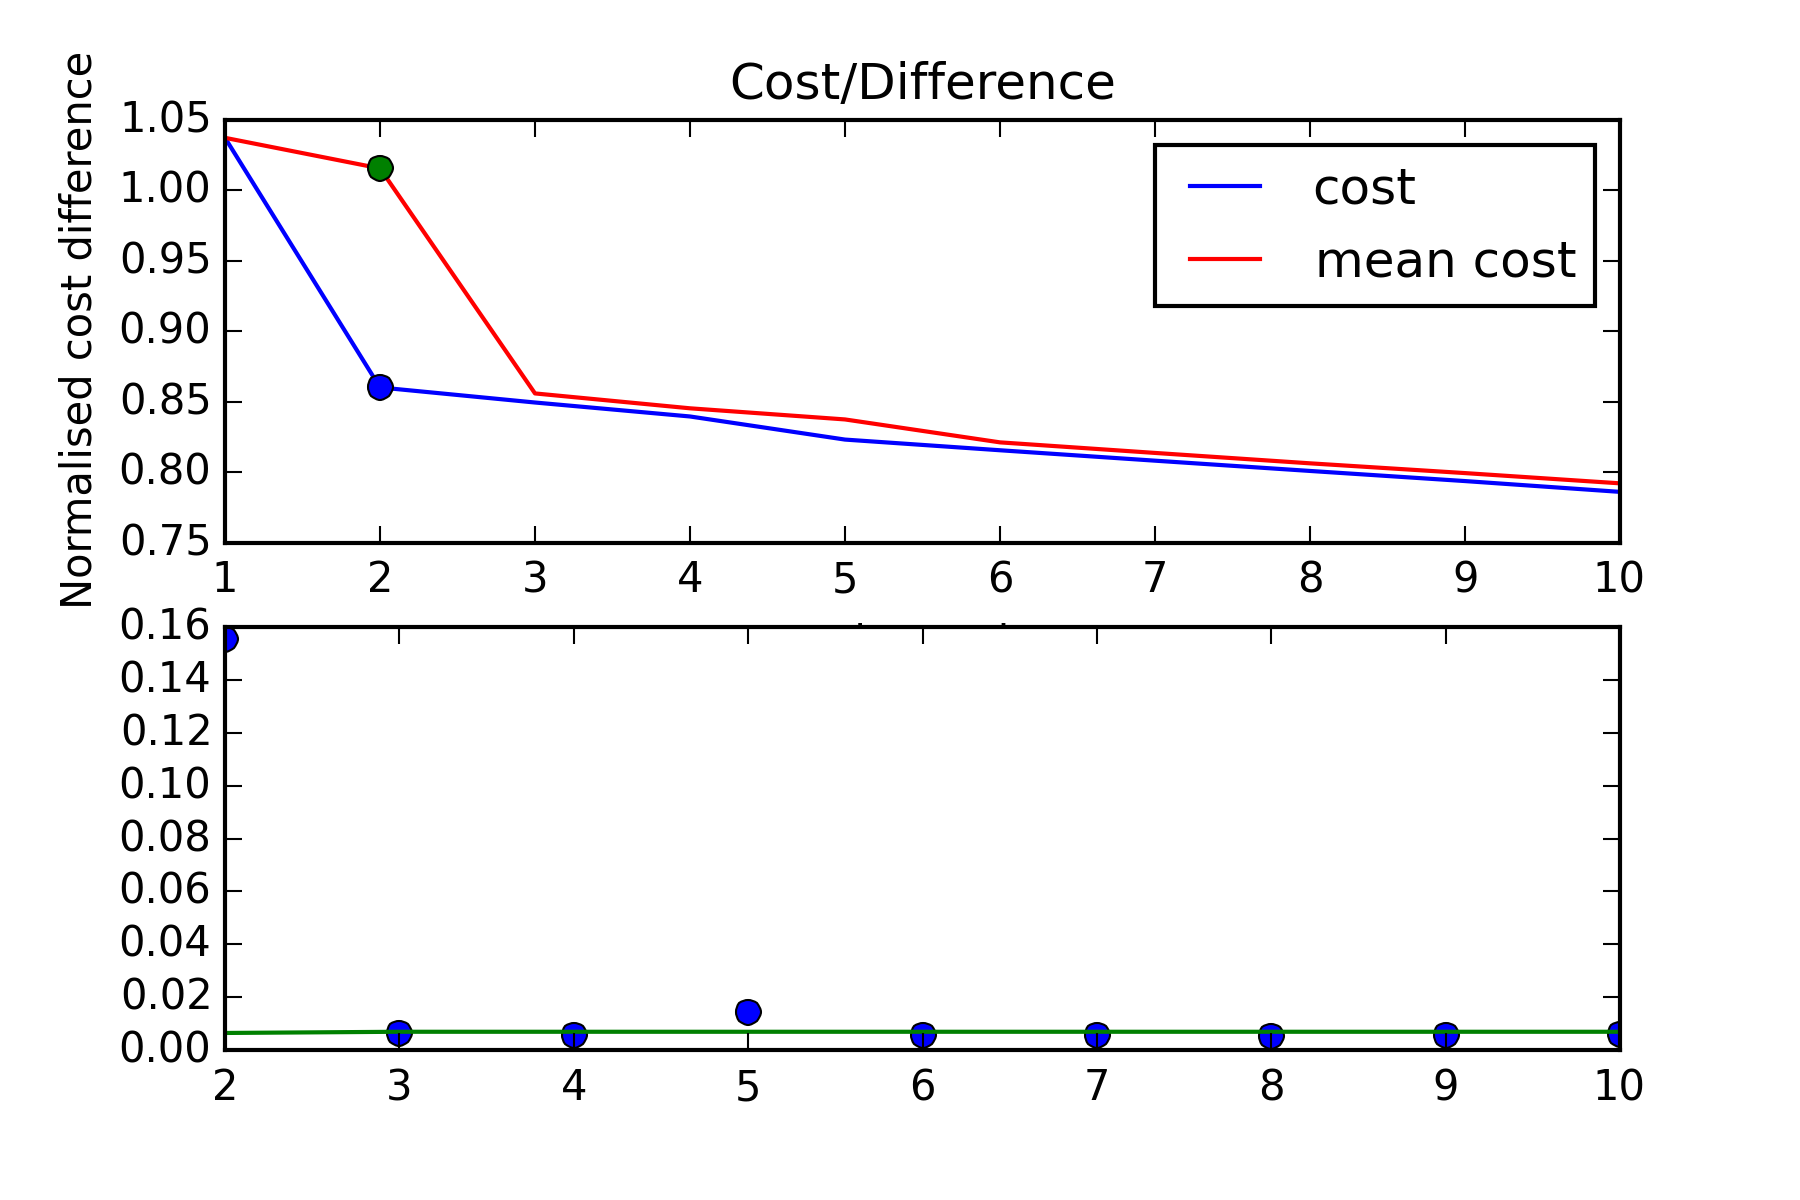 Cost/Difference
Normalised cost difference
1.05
1.00
0.95
0.90
0.85
0.80
0.75
cost
mean cost
1 2 3 4 5 6 7 8 9 10
0.16
0.14
0.12
0.10
0.08
0.06
0.04
0.02
0.00
2 3 4 5 6 7 8 9 10